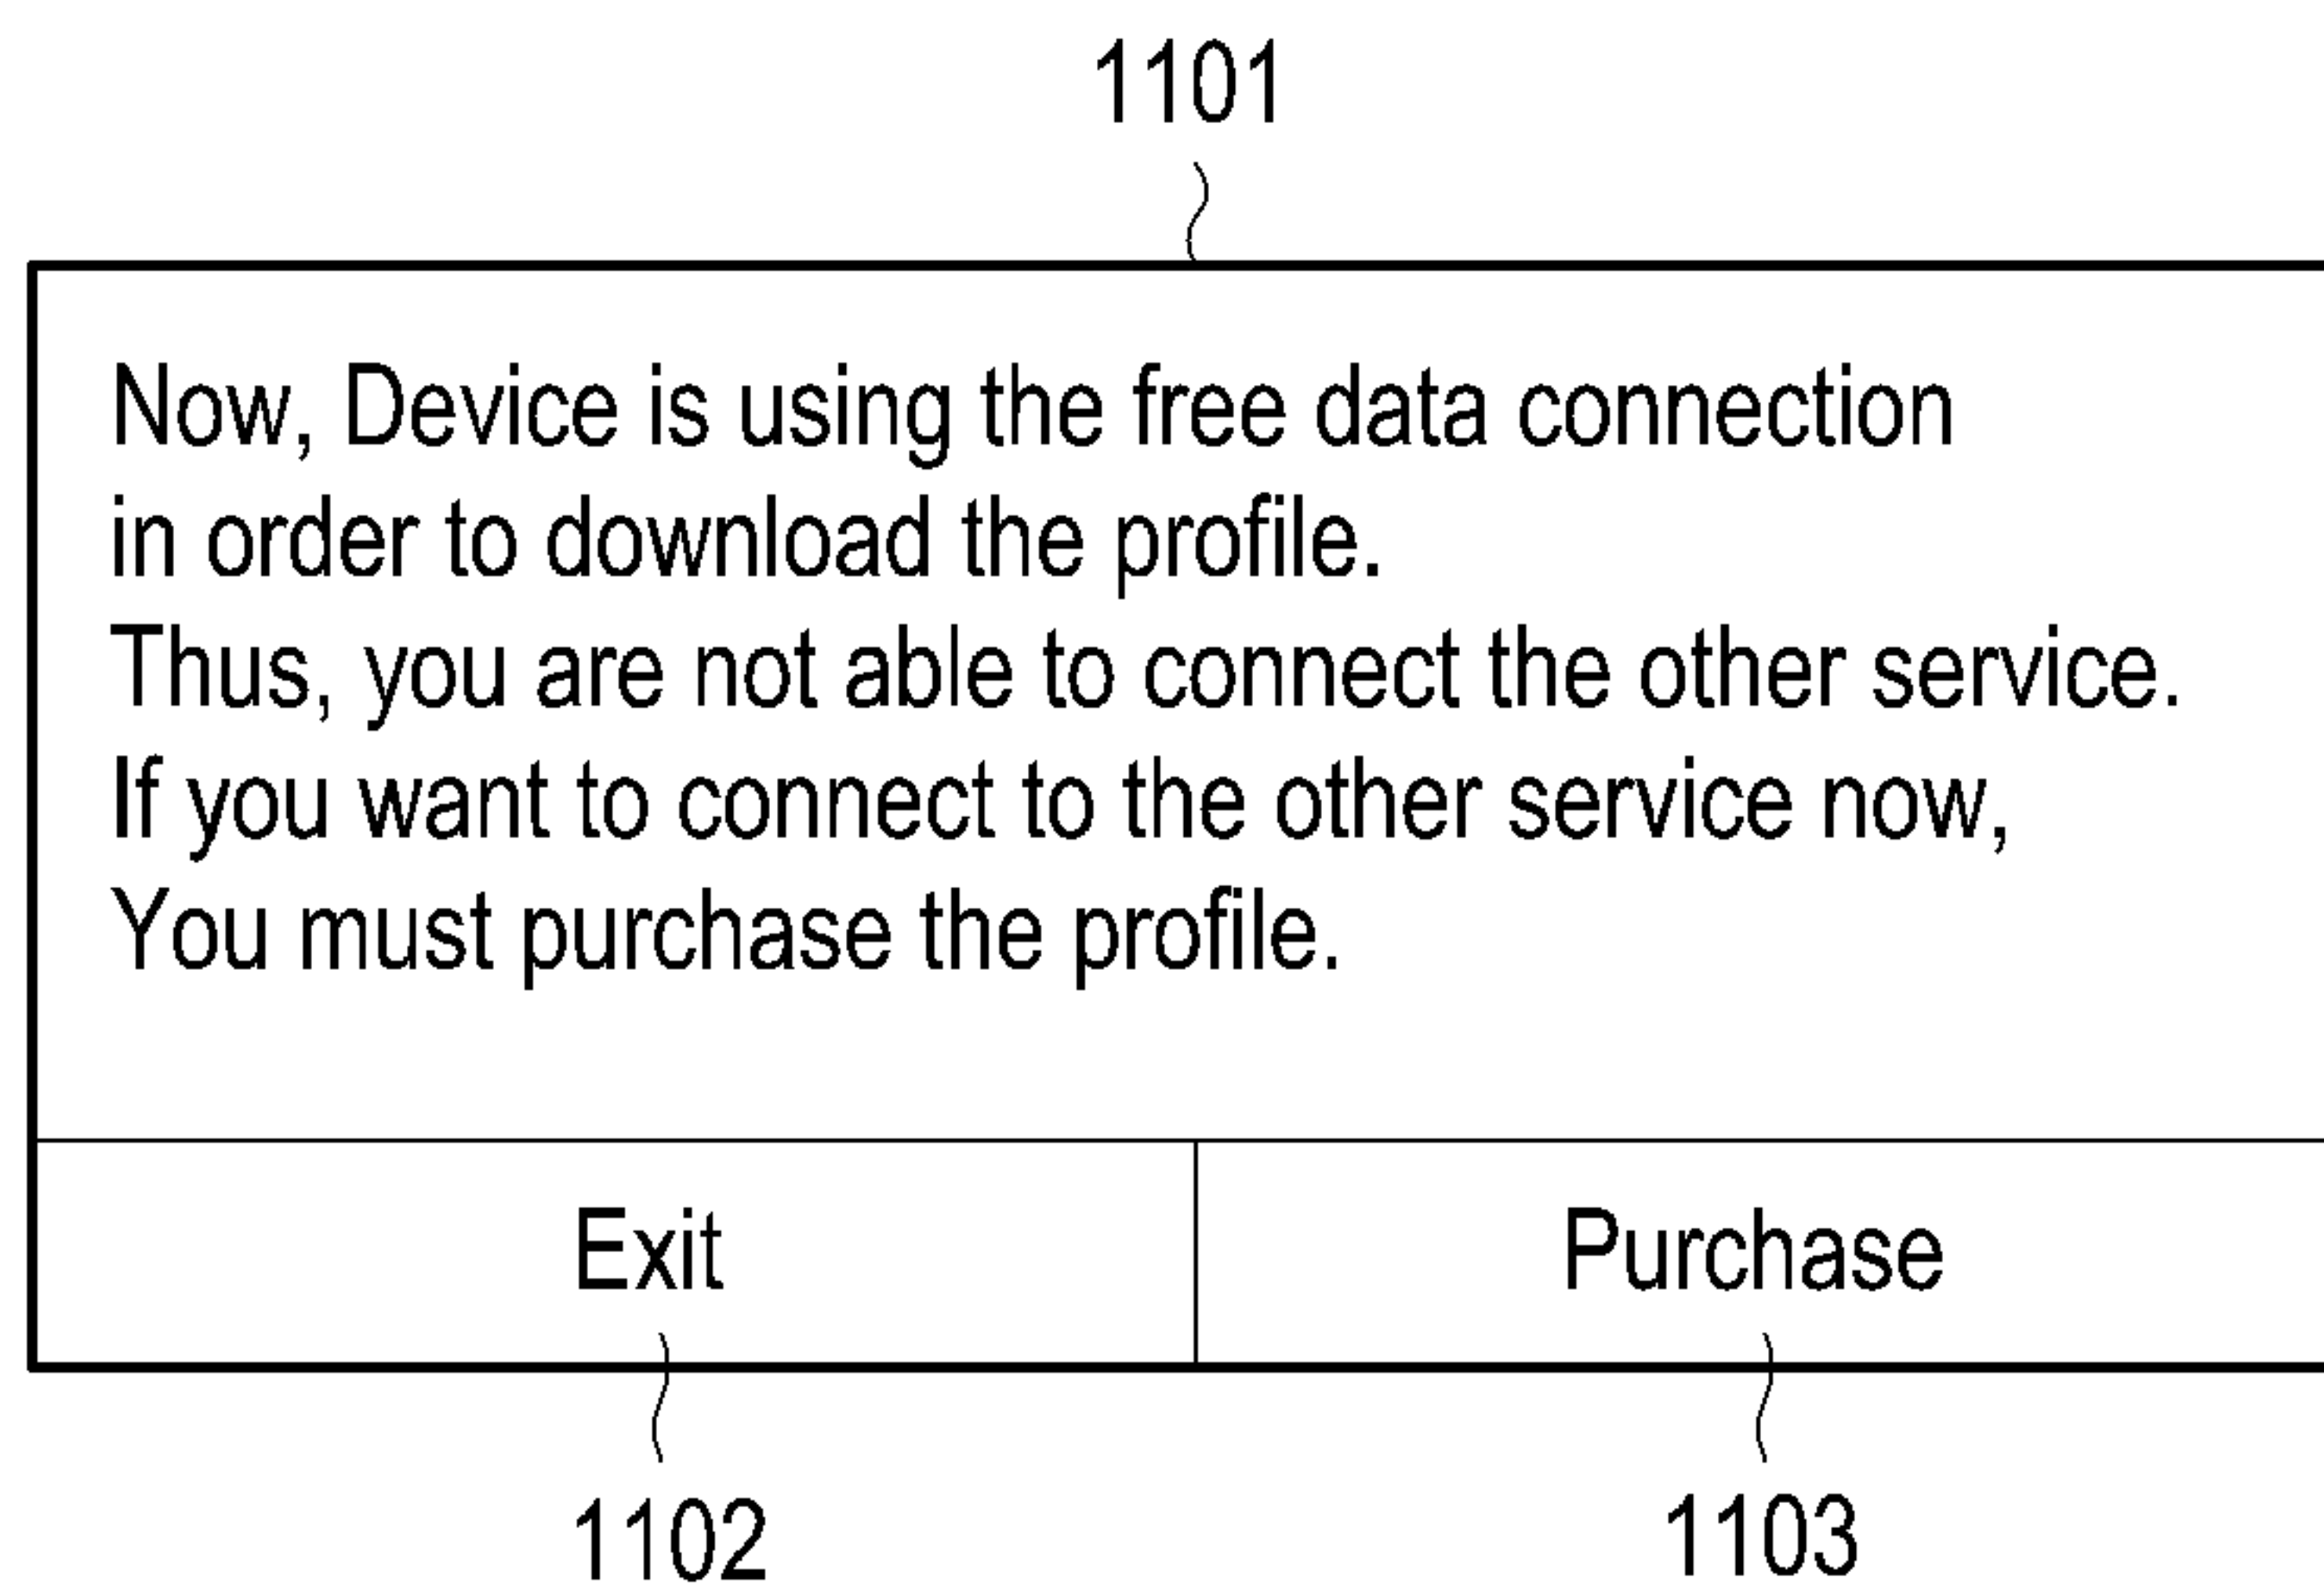 1101
Now, Device is using the free data connection
in order to download the profile.
Thus, you are not able to connect the other service.
If you want to connect to the other service now,
You must purchase the profile.
Exit
Purchase
1102
1103